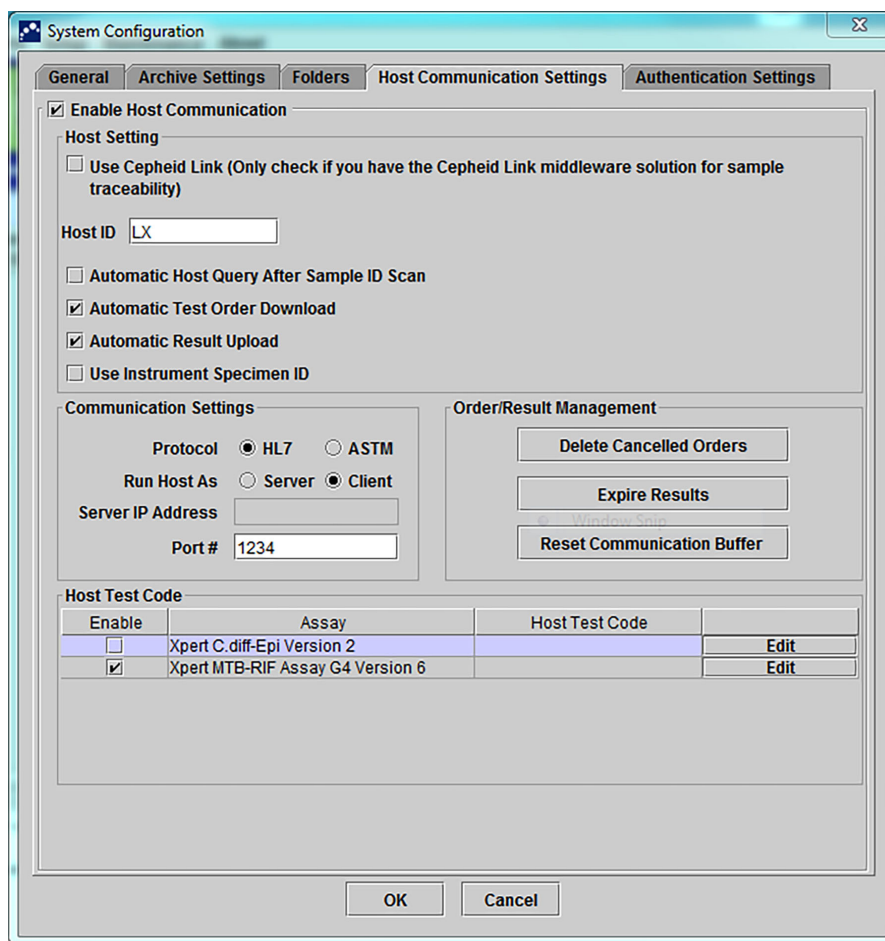 System Configuration
General Archive Settings Folders Host Communication Settings Authentication Settings
Enable Host Communication
Host Setting
Use Cepheid Link (Only check if you have the Cepheid Link middleware solution for sample
traceability)
Host ID LX
Automatic Host Query After Sample ID Scan
Automatic Test Order Download
Automatic Result Upload
Use Instrument Specimen ID
Communication Settings
Protocol HL7 ASTM
Run Host As Server Client
Server IP Address
Port # 1234
Order/Result Management
Delete Cancelled Orders
Expire Results
Window Snip
Reset Communication Buffer
Host Test Code
Enable Assay Host Test Code
Xpert C.diff-Epi Version 2 Edit
Xpert MTB-RIF Assay G4 Version 6 Edit
OK Cancel